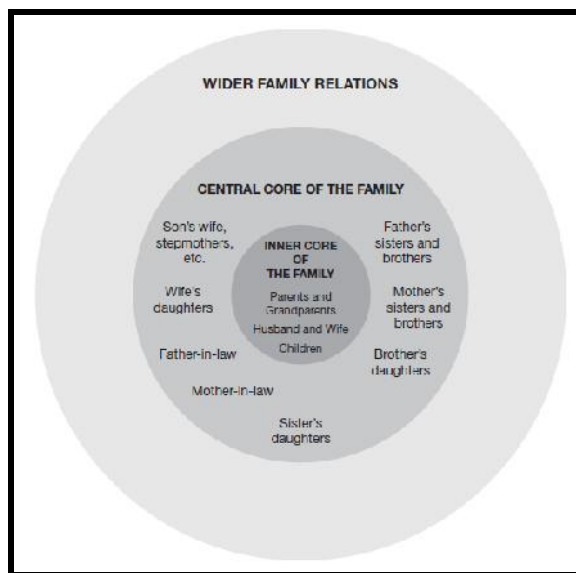 WIDER FAMILY RELATIONS
CENTRAL CORE OF THE FAMILY
Son's wife,
stepmothers,
etc.
Wife's
daughters
Father-in-law
Mother-in-law
Sister's
daughters
INNER CORE
OF
THE FAMILY
Parents and
Grandparents
Husband and Wife
Children
Father's
sisters and
brothers
Mother's
sisters and
brothers
Brother's
daughters